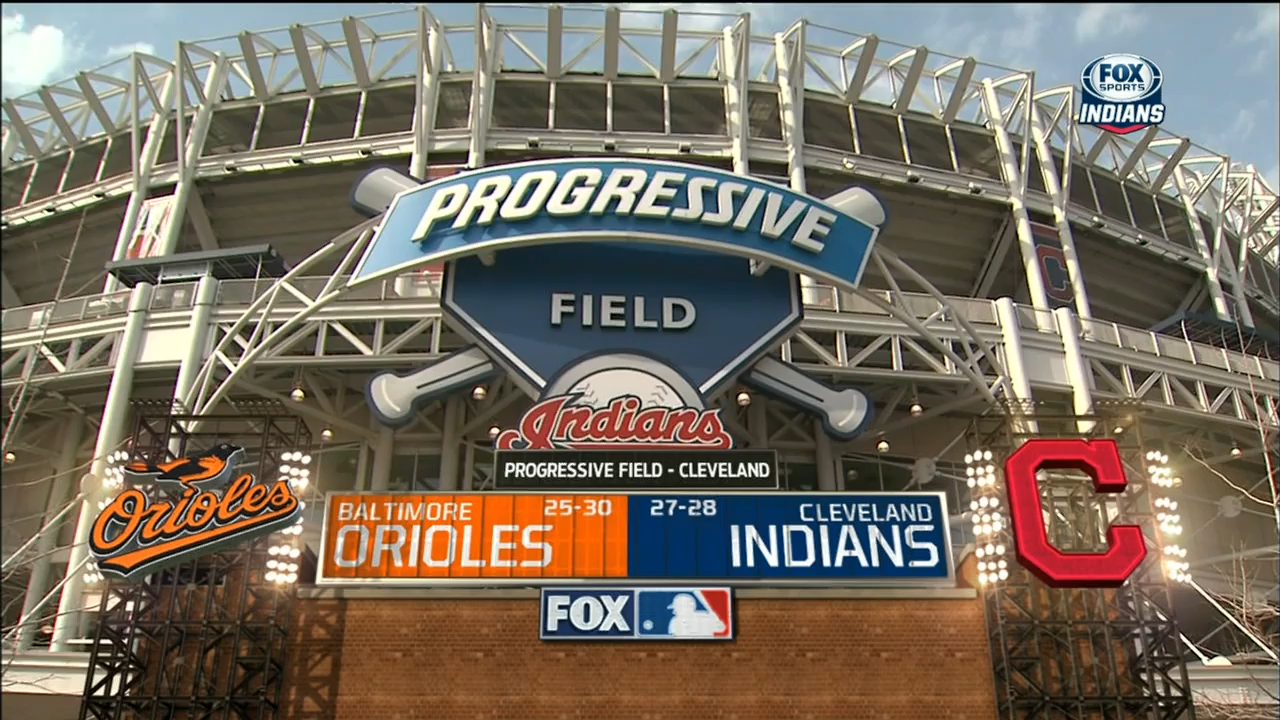 FOX
SPORTS
INDIANS
PROGRESSIVE
FIELD
Indians
PROGRESSIVE FIELD - CLEVELAND
Orioles
BALTIMORE 25-30 27-28 CLEVELAND
ORIOLES INDIANS
C
FOX